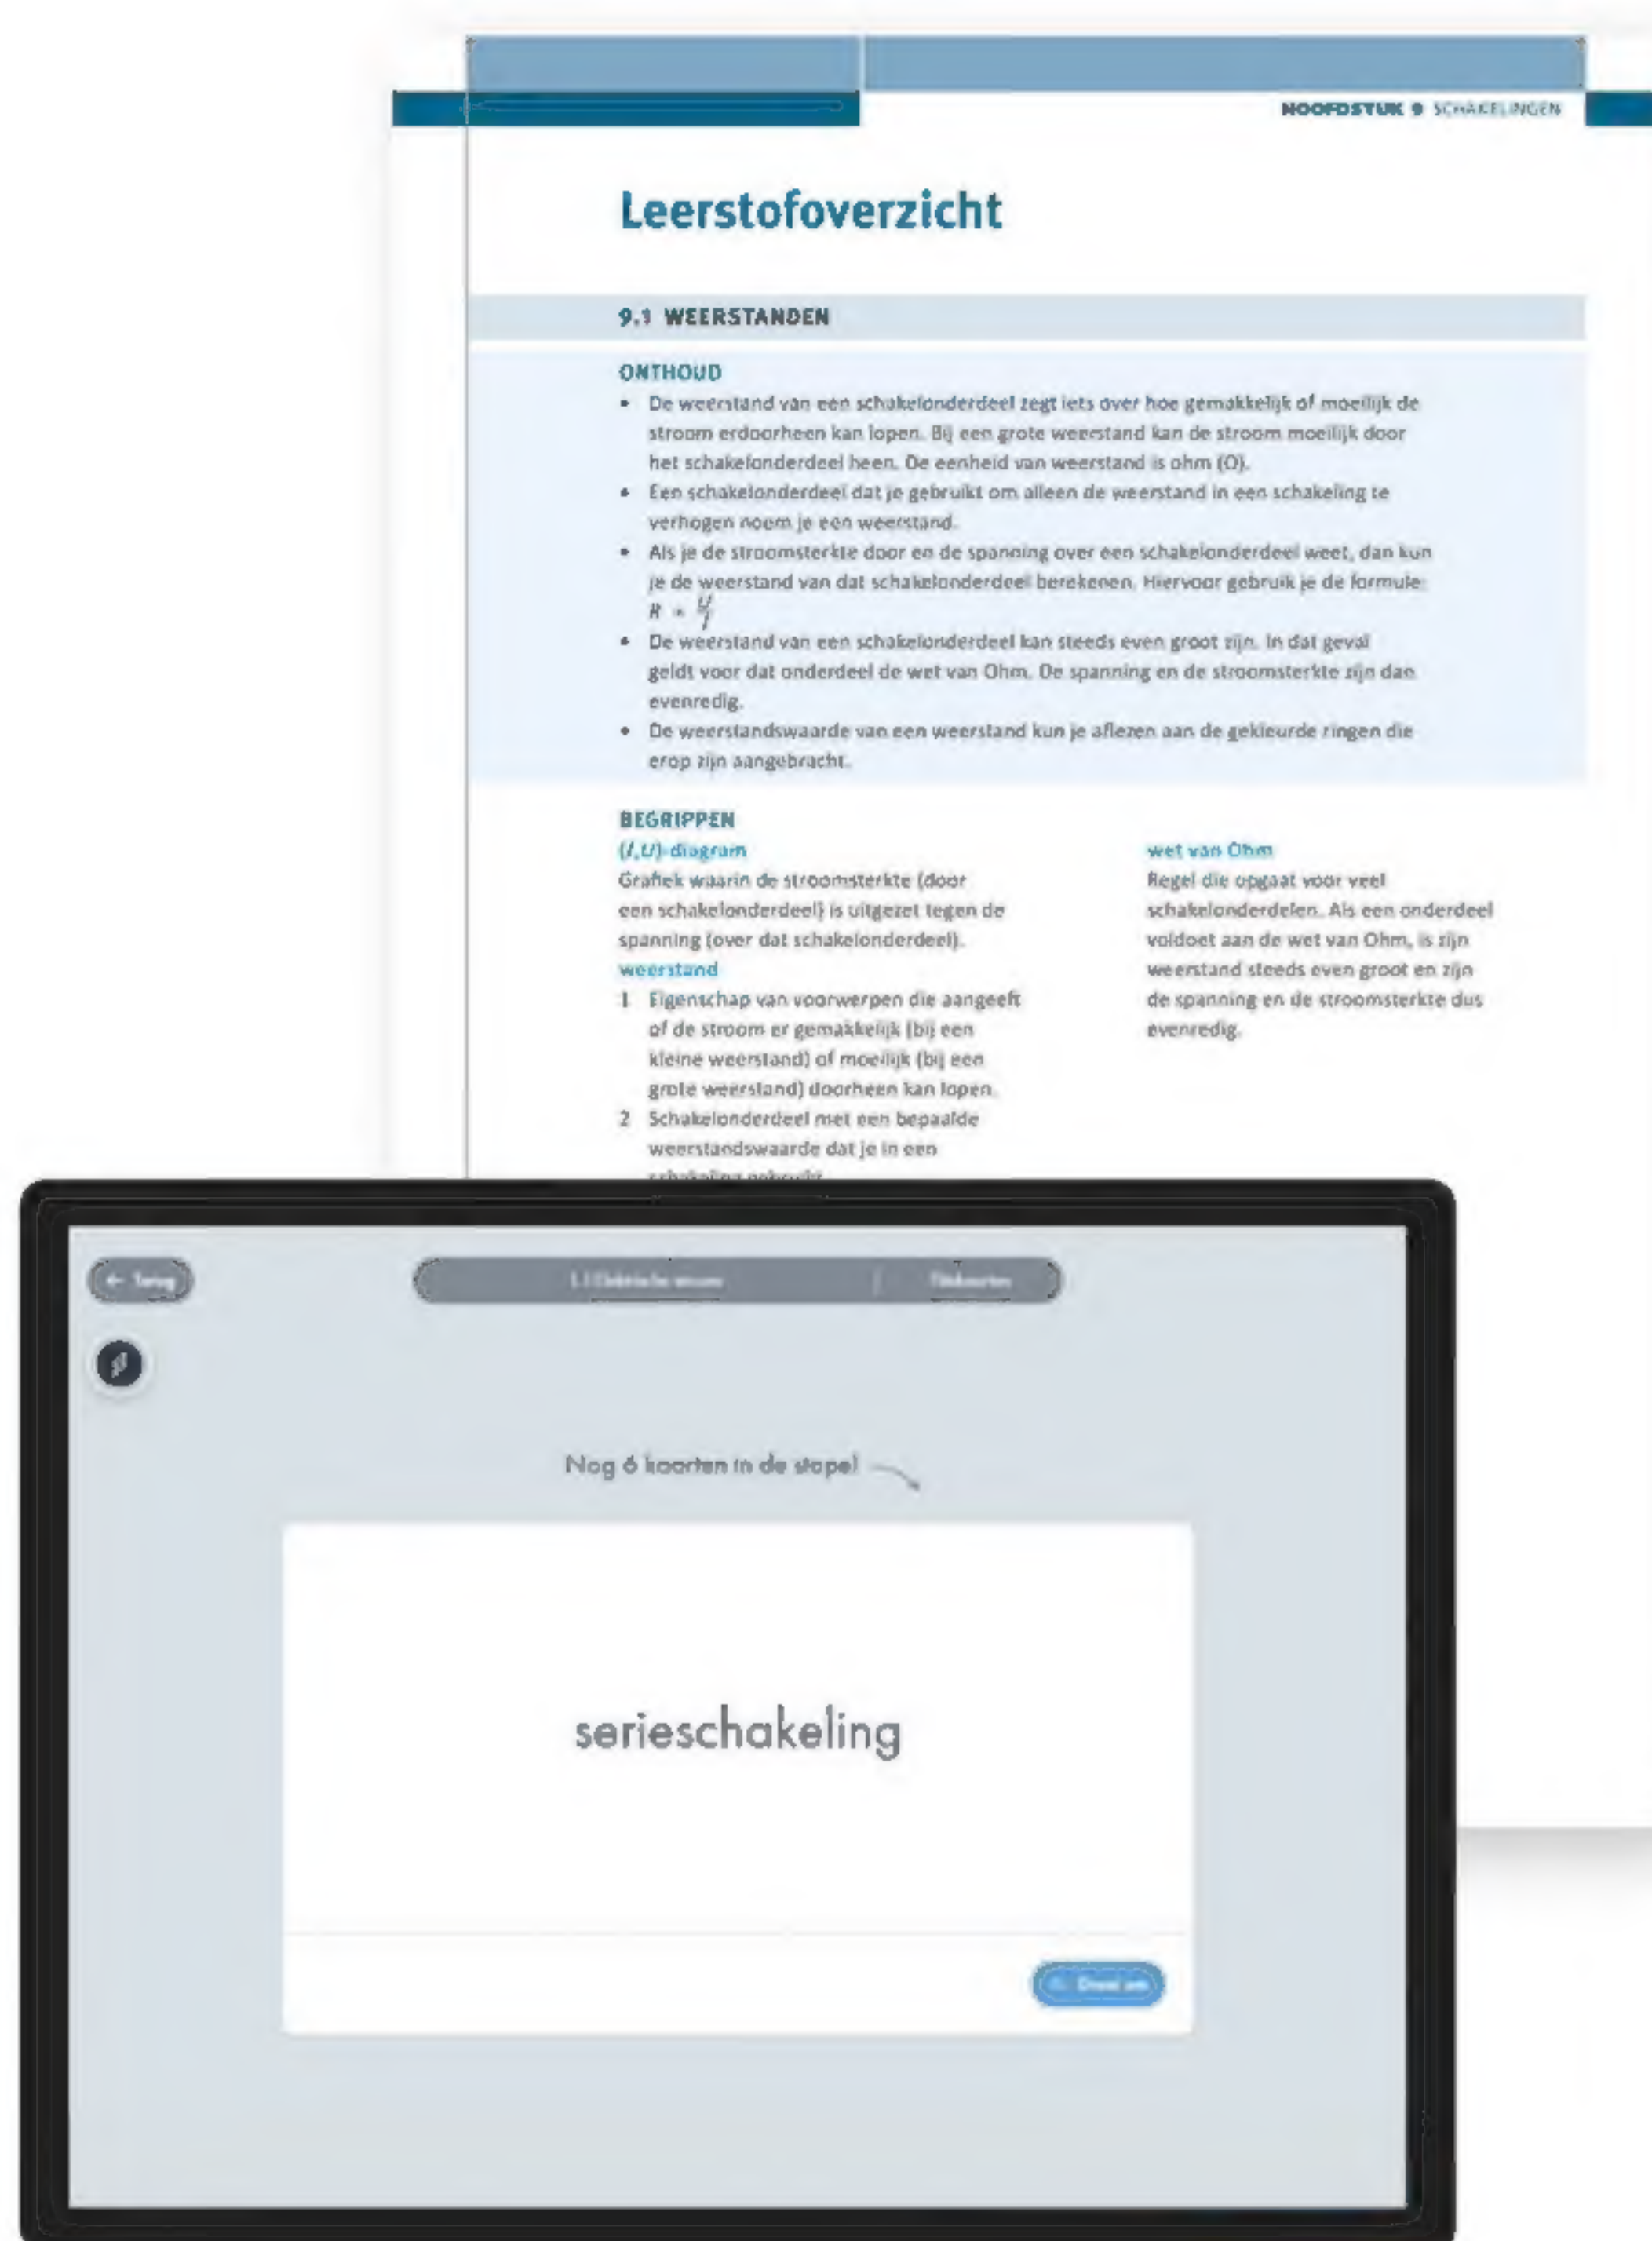 HOOFDSTUK 9 SCHAKELINGEN
Leerstofoverzicht
9.1 WEERSTANDEN
ONTHOUD
• De weerstand van een schakelonderdeel zegt iets over hoe gemakkelijk of moeilijk de
stroom erdoorheen kan lopen. Bij een grote weerstand kan de stroom moeilijk door
het schakelonderdeel heen. De eenheid van weerstand is ohm (Ω).
• Een schakelonderdeel dat je gebruikt om alleen de weerstand in een schakeling te
verhogen noem je een weerstand.
• Als je de stroomsterkte door en de spanning over een schakelonderdeel weet, dan kun
je de weerstand van dat schakelonderdeel berekenen. Hiervoor gebruik je de formule:
R = U/I
• De weerstand van een schakelonderdeel kan steeds even groot zijn. In dat geval
geldt voor dat onderdeel de wet van Ohm. De spanning en de stroomsterkte zijn dan
evenredig.
• De weerstandswaarde van een weerstand kun je aflezen aan de gekleurde ringen die
erop zijn aangebracht.
BEGRIPPEN
(I,U)-diagram
Grafiek waarin de stroomsterkte (door
een schakelonderdeel) is uitgezet tegen de
spanning (over dat schakelonderdeel).
weerstand
1 Eigenschap van voorwerpen die aangeeft
of de stroom er gemakkelijk (bij een
kleine weerstand) of moeilijk (bij een
grote weerstand) doorheen kan lopen.
2 Schakelonderdeel met een bepaalde
weerstandswaarde dat je in een
schakeling gebruikt.
wet van Ohm
Regel die opgaat voor veel
schakelonderdelen. Als een onderdeel
voldoet aan de wet van Ohm, is zijn
weerstand steeds even groot en zijn
de spanning en de stroomsterkte dus
evenredig.
← Terug
Nog 6 kaarten in de stapel
serieschakeling
Draai om